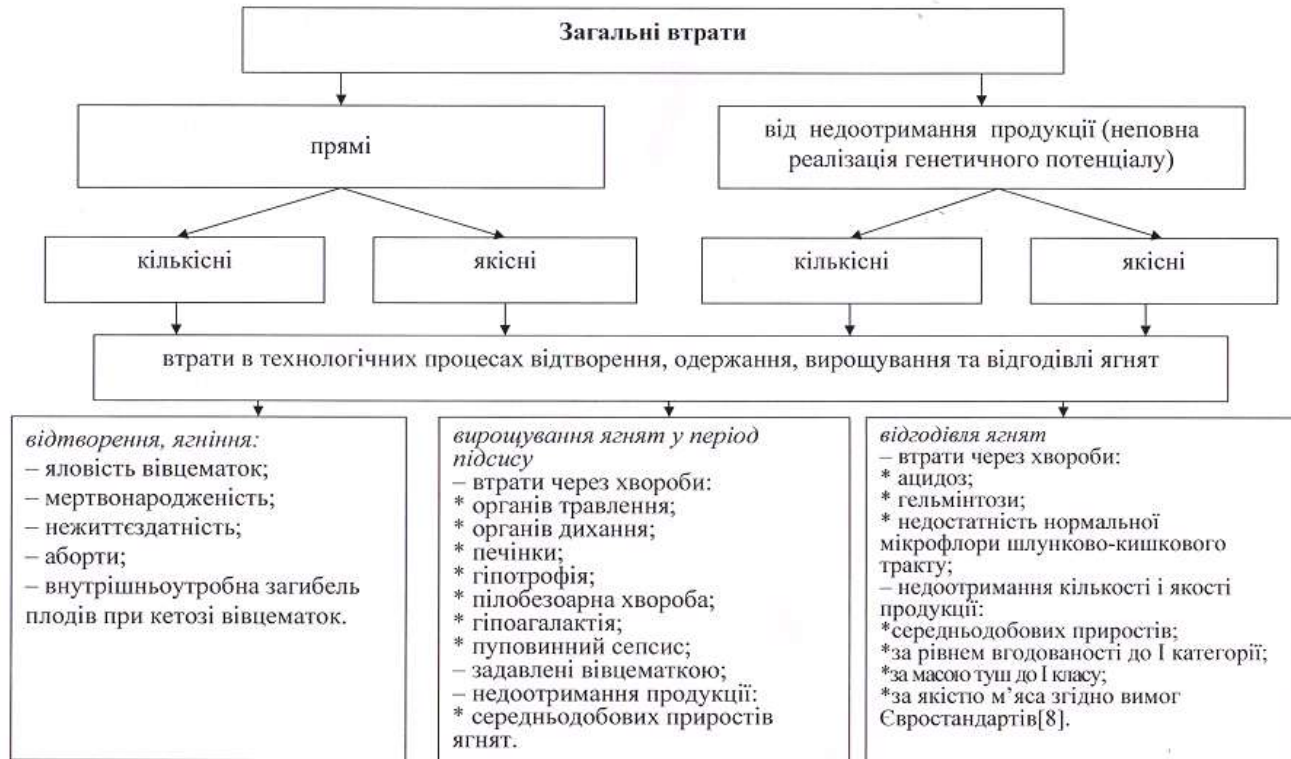 Загальні втрати
прямі
від недоотримання продукції (неповна
реалізація генетичного потенціалу)
кількісні
якісні
кількісні
якісні
втрати в технологічних процесах відтворення, одержання, вирощування та відгодівлі ягнят
відтворення, ягніння:
– яловість вівцематок;
– мертвонародженість;
– нежиттєздатність;
– аборти;
– внутрішньоутробна загибель
плодів при кетозі вівцематок.
вирощування ягнят у період
підсису
– втрати через хвороби:
* органів травлення;
* органів дихання;
* печінки;
* гіпотрофія;
* пілобезоарна хвороба;
* гіпоагалактія;
* пуповинний сепсис;
– задавлені вівцематкою;
– недоотримання продукції:
* середньодобових приростів
ягнят.
відгодівля ягнят
– втрати через хвороби:
* ацидоз;
* гельмінтози;
* недостатність нормальної
мікрофлори шлунково-кишкового
тракту;
– недоотримання кількості і якості
продукції:
*середньодобових приростів;
*за рівнем вгодованості до І категорії;
*за масою туш до І класу;
*за якістю м’яса згідно вимог
Євростандартів[8].